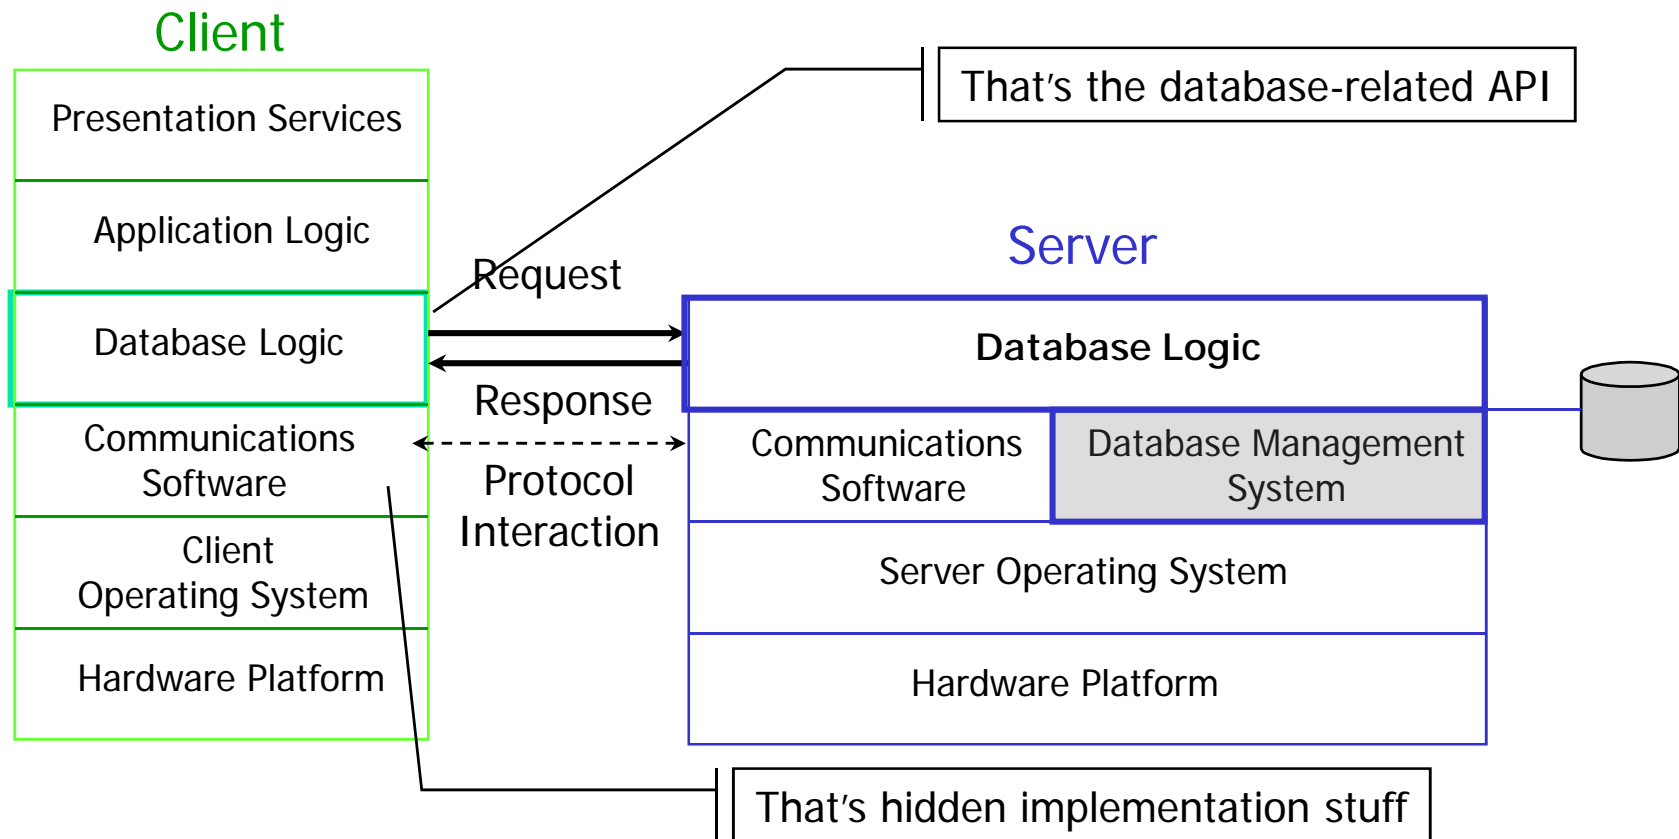 Client
That's the database-related API
Presentation Services
Application Logic
Server
Request
Database Logic
Database Logic
Response
Communications
Software
Protocol
Interaction
Communications
Software
Database Management
System
Client
Operating System
Server Operating System
Hardware Platform
Hardware Platform
That's hidden implementation stuff